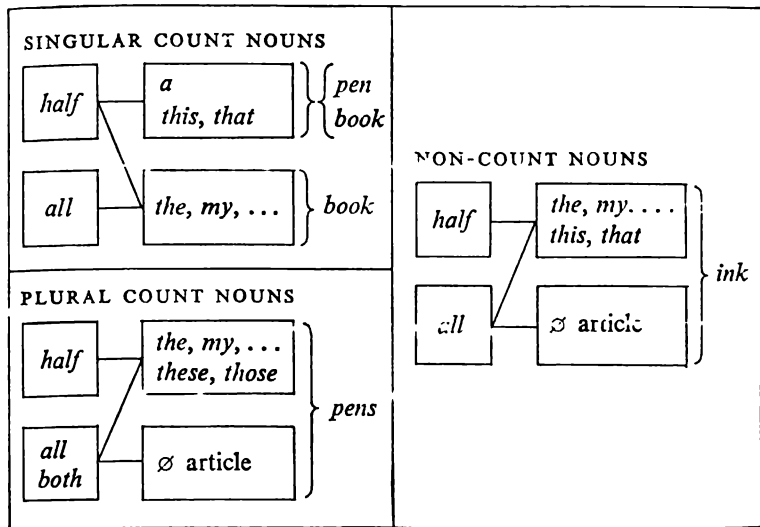 SINGULAR COUNT NOUNS
half
a
this, that
pen
book
all
the, my, ...
book
PLURAL COUNT NOUNS
half
the, my, ...
these, those
all
both
∅ article
pens
NON-COUNT NOUNS
half
the, my. ...
this, that
all
∅ article
ink